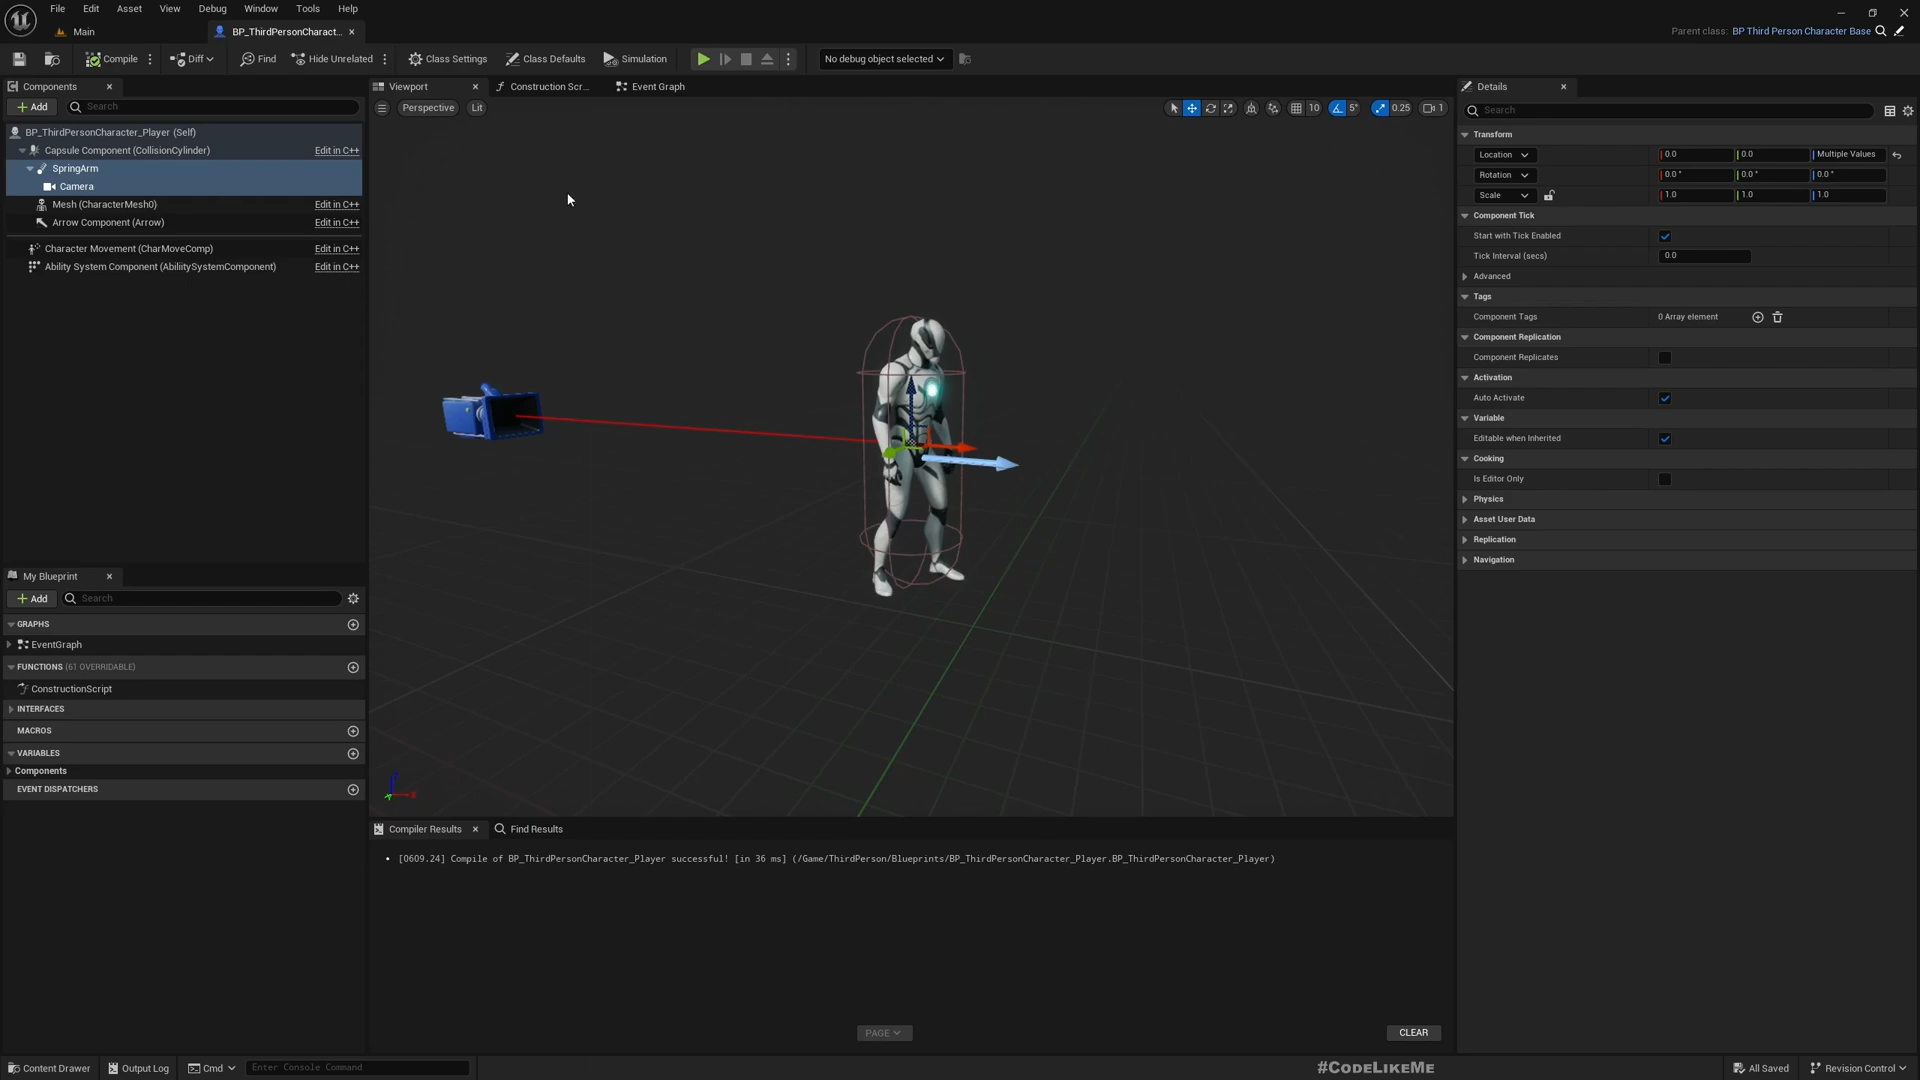 File Edit Asset View Debug Window Tools Help
Main BP_ThirdPersonCharact...
Parent class: BP Third Person Character Base
Compile Diff Find Hide Unrelated Class Settings Class Defaults Simulation No debug object selected
Components
Viewport Construction Scr... Event Graph
Details
Add Search
Perspective Lit
10 5° 0.25 1
Search
BP_ThirdPersonCharacter_Player (Self)
Capsule Component (CollisionCylinder) Edit in C++
SpringArm
Camera
Mesh (CharacterMesh0) Edit in C++
Arrow Component (Arrow) Edit in C++
Character Movement (CharMoveComp) Edit in C++
Ability System Component (AbiliitySystemComponent) Edit in C++
Transform
Location 0.0 0.0 Multiple Values
Rotation 0.0 ° 0.0 ° 0.0 °
Scale 1.0 1.0 1.0
Component Tick
Start with Tick Enabled
Tick Interval (secs) 0.0
Advanced
Tags
Component Tags 0 Array element
Component Replication
Component Replicates
Activation
Auto Activate
Variable
Editable when Inherited
Cooking
Is Editor Only
Physics
Asset User Data
Replication
Navigation
My Blueprint
Add Search
GRAPHS
EventGraph
FUNCTIONS (61 OVERRIDABLE)
ConstructionScript
INTERFACES
MACROS
VARIABLES
Components
EVENT DISPATCHERS
Compiler Results Find Results
[0609.24] Compile of BP_ThirdPersonCharacter_Player successful! [in 36 ms] (/Game/ThirdPerson/Blueprints/BP_ThirdPersonCharacter_Player.BP_ThirdPersonCharacter_Player)
PAGE
CLEAR
Content Drawer Output Log Cmd Enter Console Command
#CODELIKEME
All Saved Revision Control